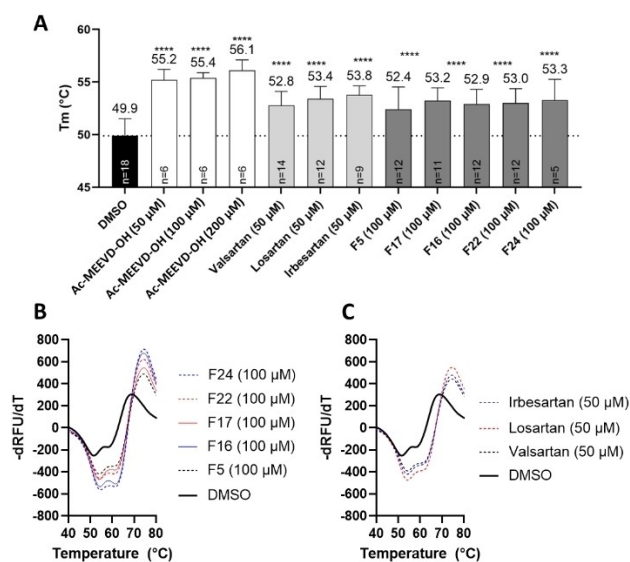 A
Tm (°C)
60
55
50
45
49.9
****
55.2
****
55.4
****
56.1
****
52.8
****
53.4
****
53.8
****
52.4
****
53.2
****
52.9
****
53.0
****
53.3
n=18
n=6
n=6
n=6
n=14
n=12
n=9
n=12
n=11
n=12
n=12
n=5
DMSO
Ac-MEEVD-OH (50 µM)
Ac-MEEVD-OH (100 µM)
Ac-MEEVD-OH (200 µM)
Valsartan (50 µM)
Losartan (50 µM)
Irbesartan (50 µM)
F5 (100 µM)
F17 (100 µM)
F16 (100 µM)
F22 (100 µM)
F24 (100 µM)
B
-dRFU/dT
800
600
400
200
0
-200
-400
-600
-800
40 50 60 70 80
Temperature (°C)
F24 (100 µM)
F22 (100 µM)
F17 (100 µM)
F16 (100 µM)
F5 (100 µM)
DMSO
C
-dRFU/dT
800
600
400
200
0
-200
-400
-600
-800
40 50 60 70 80
Temperature (°C)
Irbesartan (50 µM)
Losartan (50 µM)
Valsartan (50 µM)
DMSO